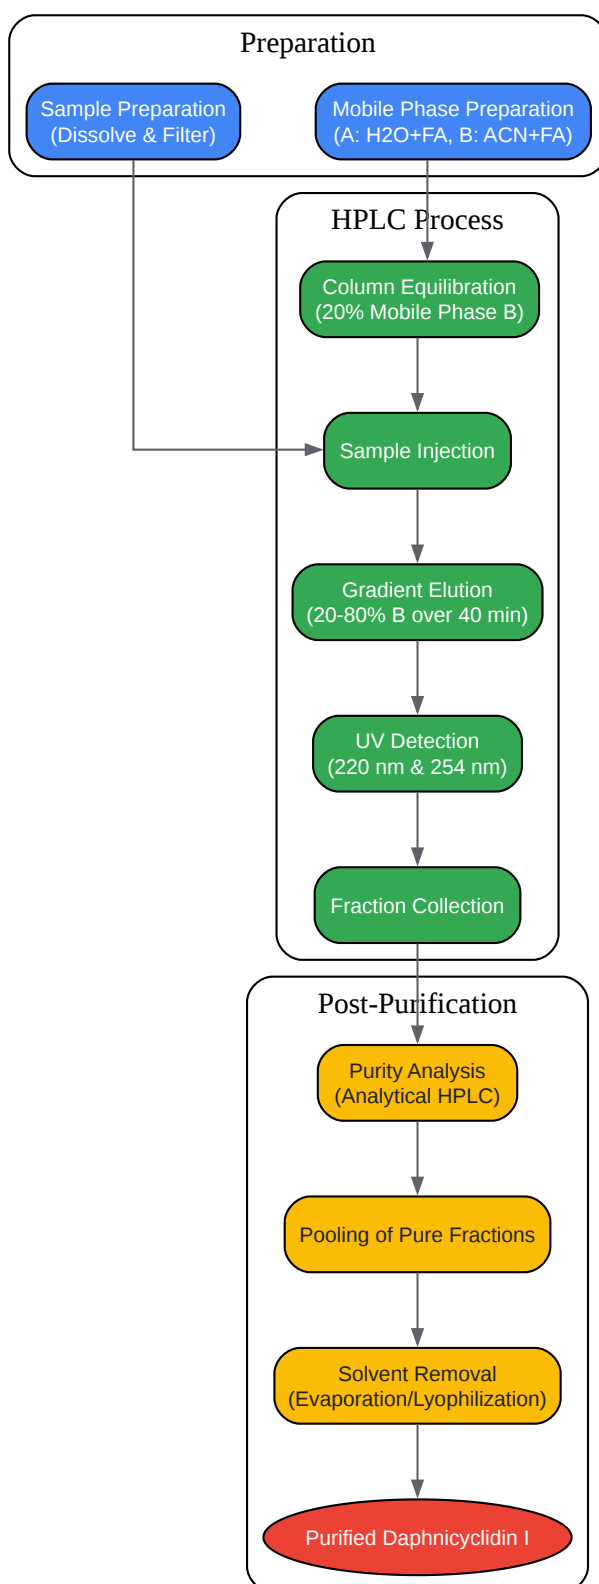 Preparation
Sample Preparation
(Dissolve & Filter)
Mobile Phase Preparation
(A: H2O+FA, B: ACN+FA)
HPLC Process
Column Equilibration
(20% Mobile Phase B)
Sample Injection
Gradient Elution
(20-80% B over 40 min)
UV Detection
(220 nm & 254 nm)
Fraction Collection
Post-Purification
Purity Analysis
(Analytical HPLC)
Pooling of Pure Fractions
Solvent Removal
(Evaporation/Lyophilization)
Purified Daphnicyclidin I